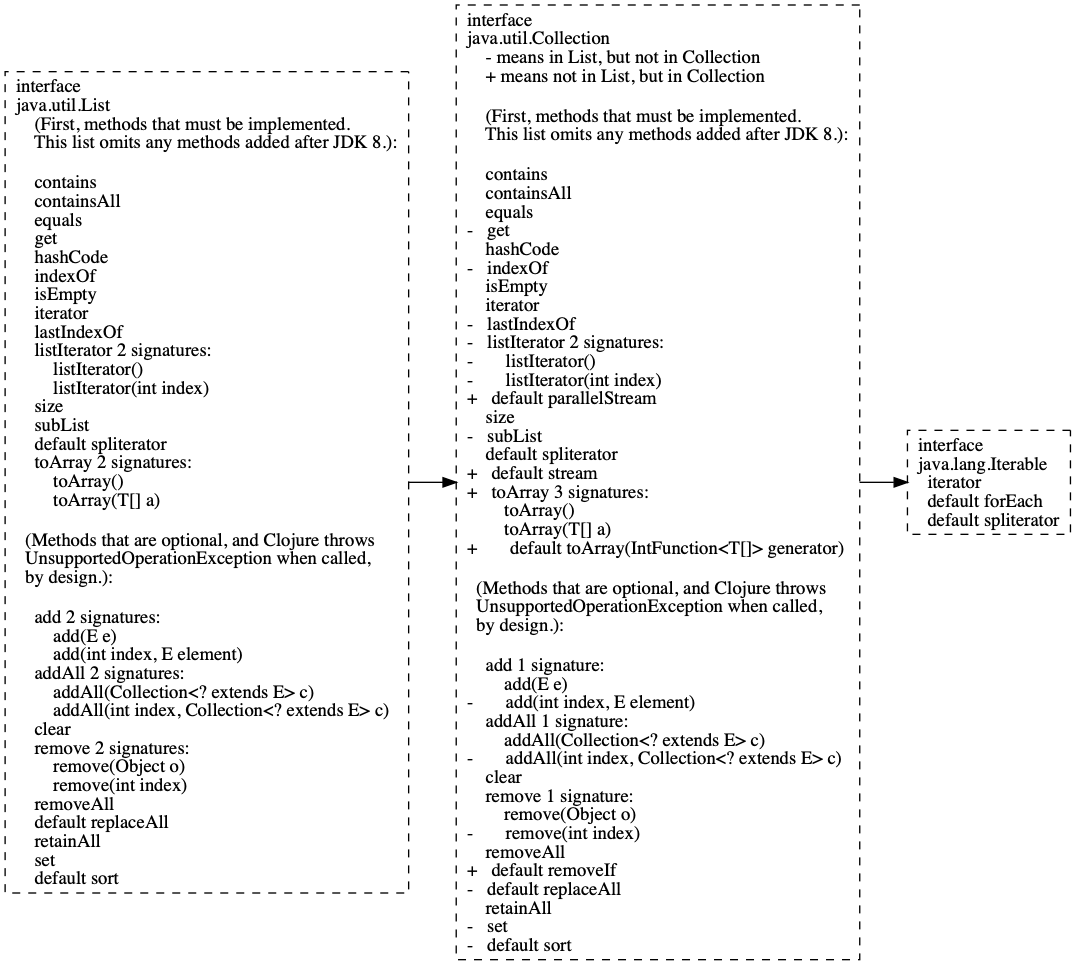 interface
java.util.List
(First, methods that must be implemented.
This list omits any methods added after JDK 8.):
contains
containsAll
equals
get
hashCode
indexOf
isEmpty
iterator
lastIndexOf
listIterator 2 signatures:
listIterator()
listIterator(int index)
size
subList
default spliterator
toArray 2 signatures:
toArray()
toArray(T[] a)
(Methods that are optional, and Clojure throws
UnsupportedOperationException when called,
by design.):
add 2 signatures:
add(E e)
add(int index, E element)
addAll 2 signatures:
addAll(Collection<? extends E> c)
addAll(int index, Collection<? extends E> c)
clear
remove 2 signatures:
remove(Object o)
remove(int index)
removeAll
default replaceAll
retainAll
set
default sort
interface
java.util.Collection
- means in List, but not in Collection
+ means not in List, but in Collection
(First, methods that must be implemented.
This list omits any methods added after JDK 8.):
contains
containsAll
equals
- get
hashCode
- indexOf
isEmpty
iterator
- lastIndexOf
- listIterator 2 signatures:
- listIterator()
- listIterator(int index)
+ default parallelStream
size
- subList
default spliterator
+ default stream
+ toArray 3 signatures:
toArray()
toArray(T[] a)
+ default toArray(IntFunction<T[]> generator)
(Methods that are optional, and Clojure throws
UnsupportedOperationException when called,
by design.):
add 1 signature:
add(E e)
- add(int index, E element)
addAll 1 signature:
addAll(Collection<? extends E> c)
- addAll(int index, Collection<? extends E> c)
clear
remove 1 signature:
remove(Object o)
- remove(int index)
removeAll
+ default removeIf
- default replaceAll
retainAll
- set
- default sort
interface
java.lang.Iterable
iterator
default forEach
default spliterator